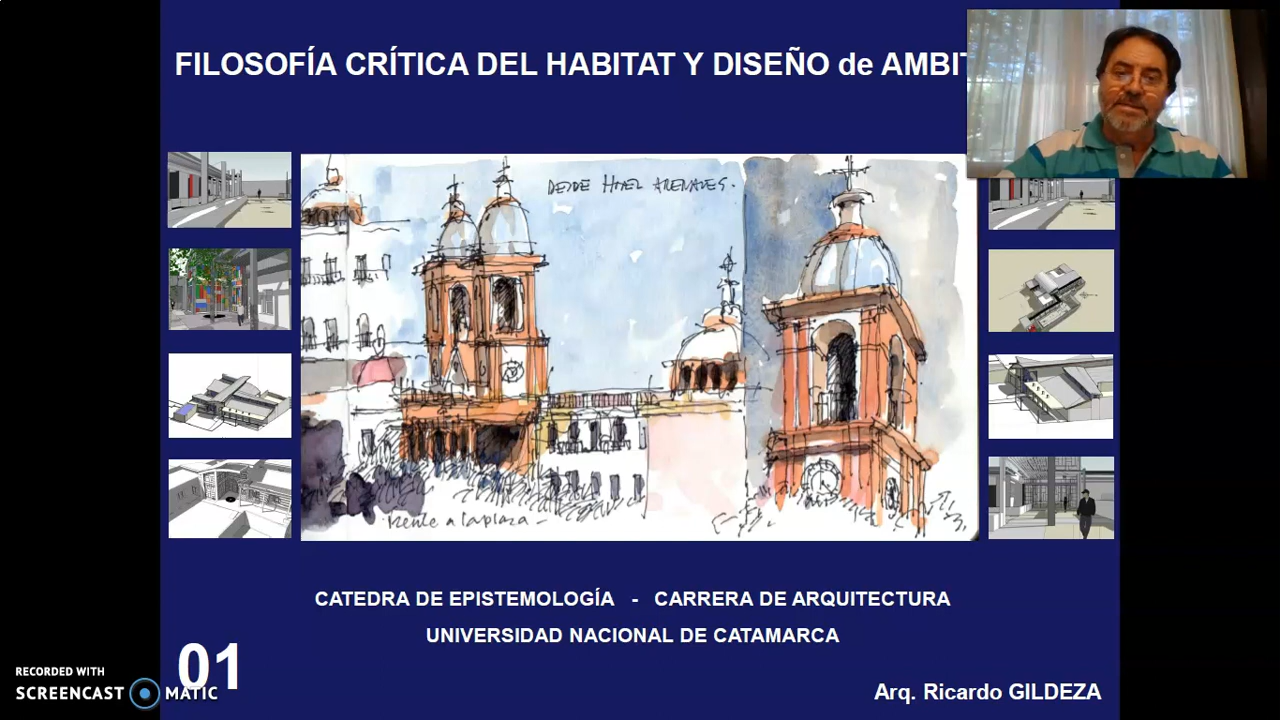 FILOSOFÍA CRÍTICA DEL HABITAT Y DISEÑO de AMBIT
DESDE HOTEL ARENALES.
Frente a la plaza -
CATEDRA DE EPISTEMOLOGÍA - CARRERA DE ARQUITECTURA
UNIVERSIDAD NACIONAL DE CATAMARCA
01
RECORDED WITH
SCREENCAST MATIC
Arq. Ricardo GILDEZA